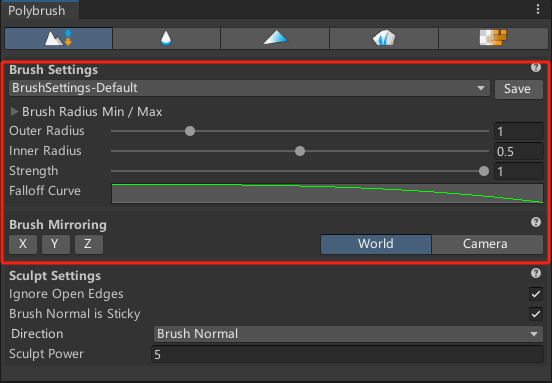 Polybrush
Brush Settings
BrushSettings-Default Save
Brush Radius Min / Max
Outer Radius 1
Inner Radius 0.5
Strength 1
Falloff Curve
Brush Mirroring
X Y Z World Camera
Sculpt Settings
Ignore Open Edges
Brush Normal is Sticky
Direction Brush Normal
Sculpt Power 5